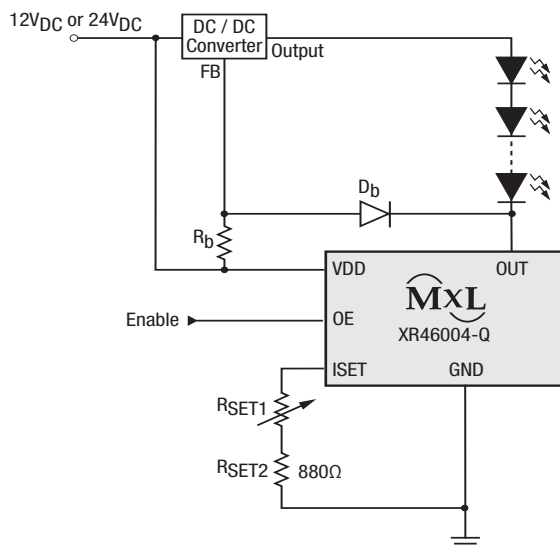 12VDC or 24VDC
DC / DC
Converter
Output
FB
Db
Rb
VDD
OUT
MxL
Enable
OE
XR46004-Q
ISET
GND
RSET1
RSET2
880Ω